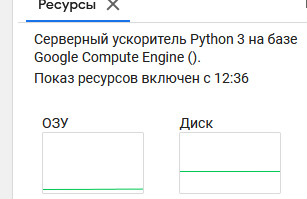 Ресурсы
Серверный ускоритель Python 3 на базе
Google Compute Engine ().
Показ ресурсов включен с 12:36
ОЗУ
Диск